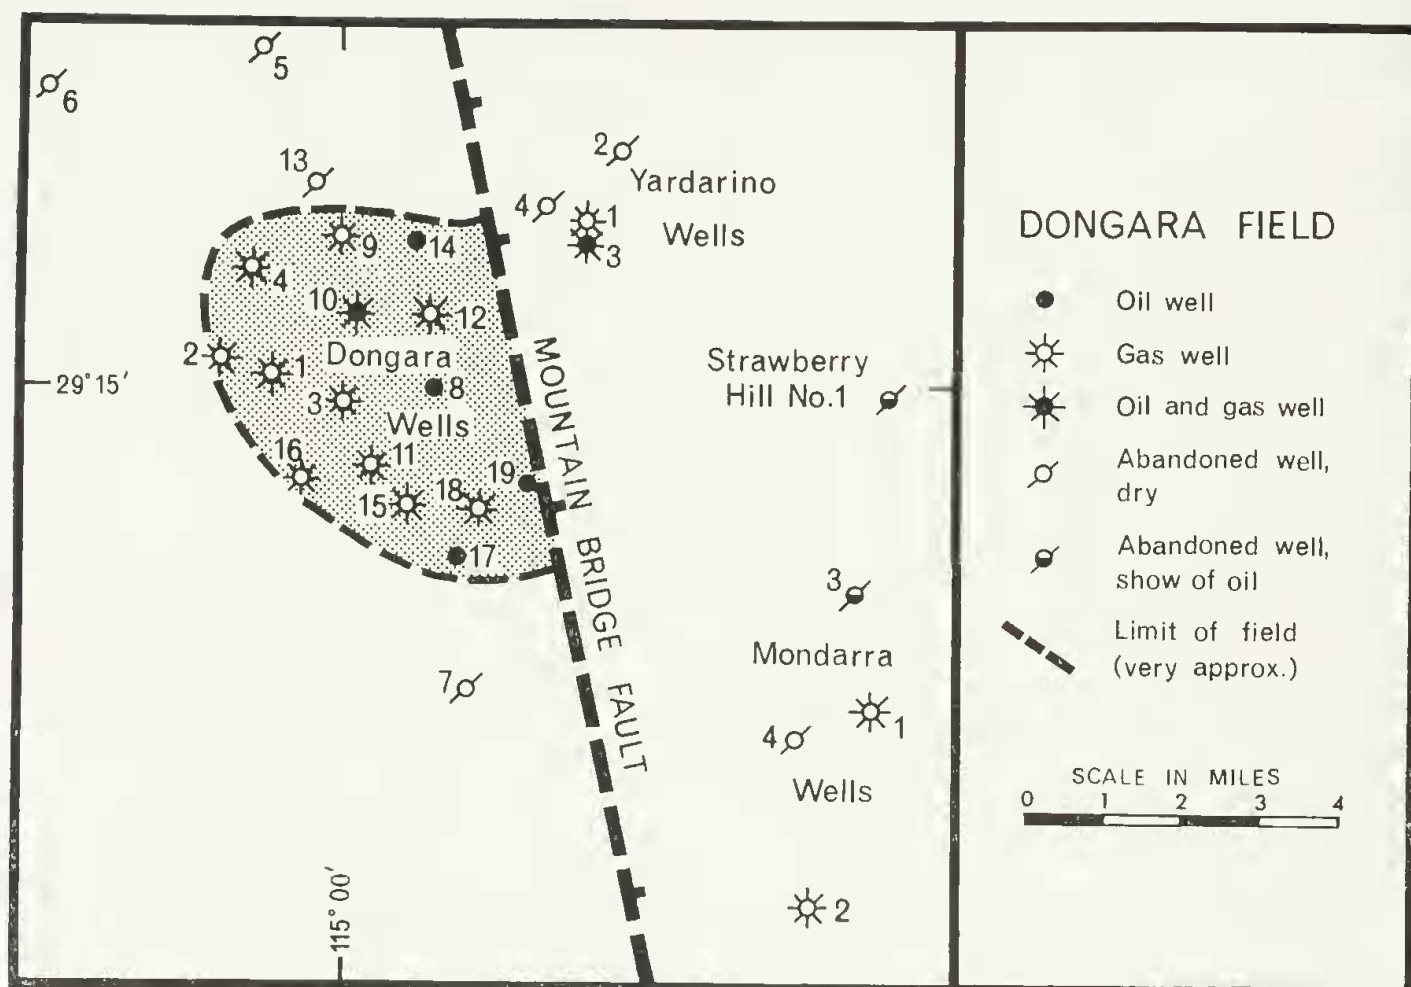 5
6
13
2
Yardarino
4
1
Wells
3
9
14
4
10
12
2
Dongara
1
8
3
Wells
16
11
19
15
18
17
7
29°15'
115° 00'
MOUNTAIN BRIDGE FAULT
Strawberry
Hill No.1
3
Mondarra
1
4
Wells
2
DONGARA FIELD
Oil well
Gas well
Oil and gas well
Abandoned well,
dry
Abandoned well,
show of oil
Limit of field
(very approx.)
SCALE IN MILES
0 1 2 3 4